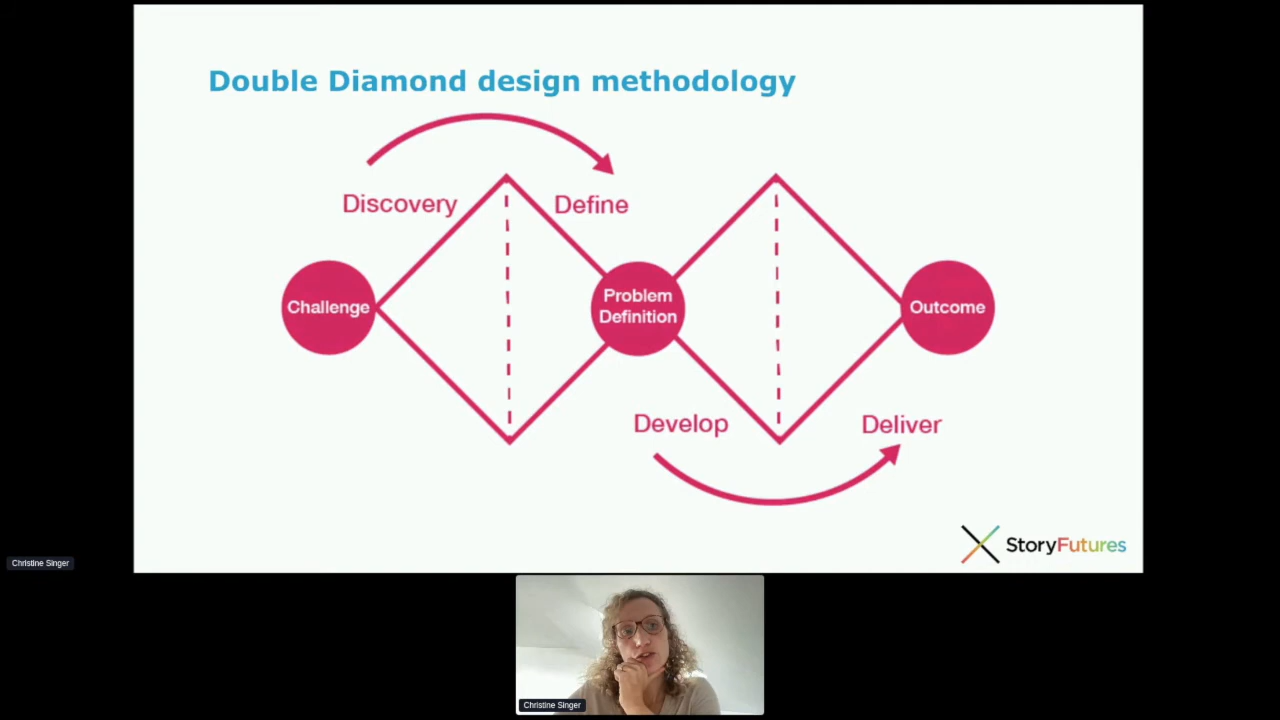 Double Diamond design methodology
Discovery
Define
Challenge
Problem
Definition
Outcome
Develop
Deliver
StoryFutures
Christine Singer
Christine Singer